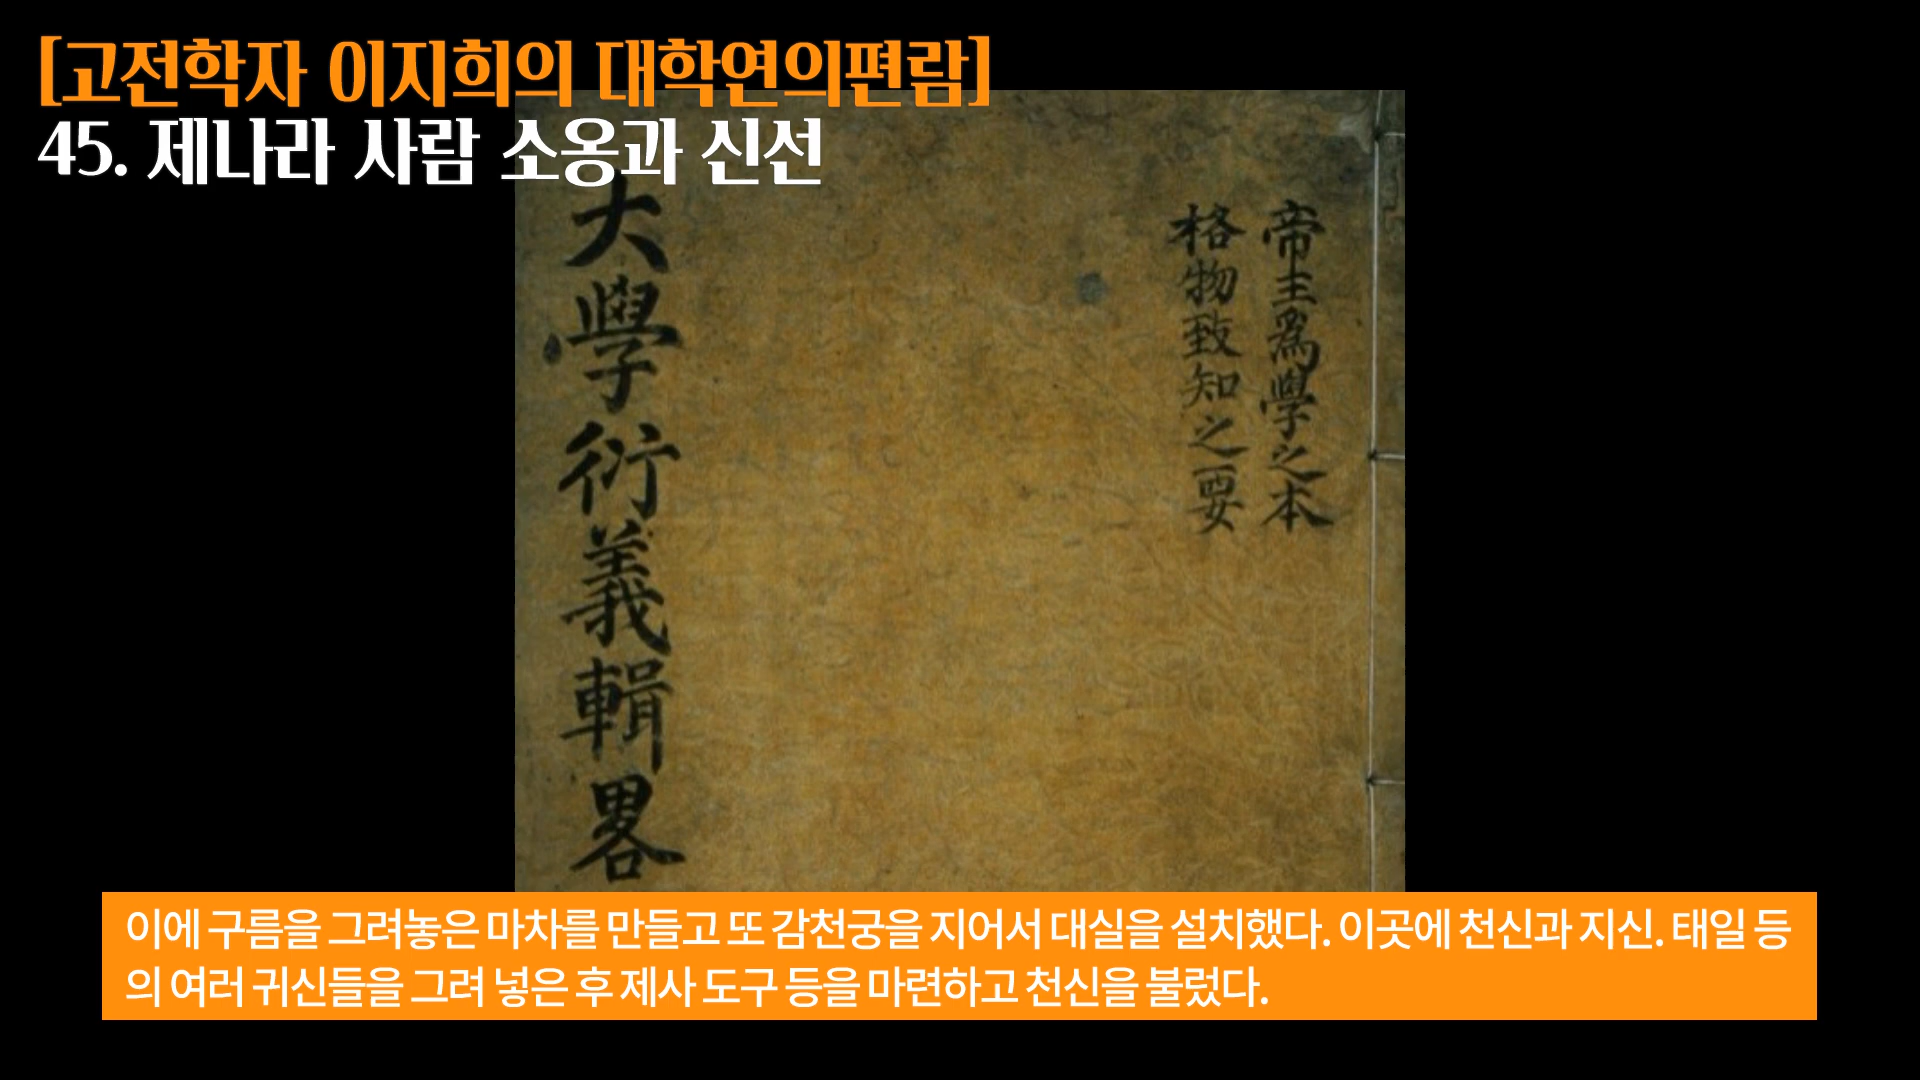 [고전학자 이지희의 대학연의편람]
45. 제나라 사람 소옹과 신선
帝王爲學之本
格物致知之要
大學衍義輯畧
이에 구름을 그려놓은 마차를 만들고 또 감천궁을 지어서 대실을 설치했다. 이곳에 천신과 지신. 태일 등
의 여러 귀신들을 그려 넣은 후 제사 도구 등을 마련하고 천신을 불렀다.